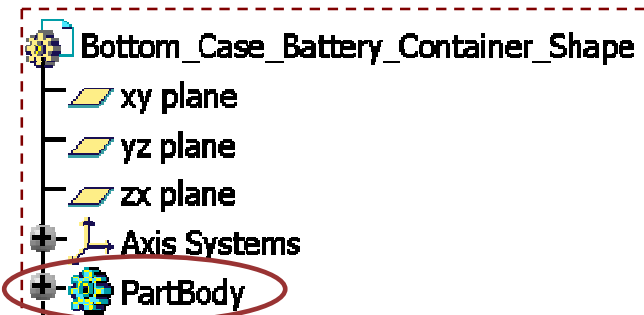 Bottom_Case_Battery_Container_Shape
xy plane
yz plane
zx plane
Axis Systems
PartBody